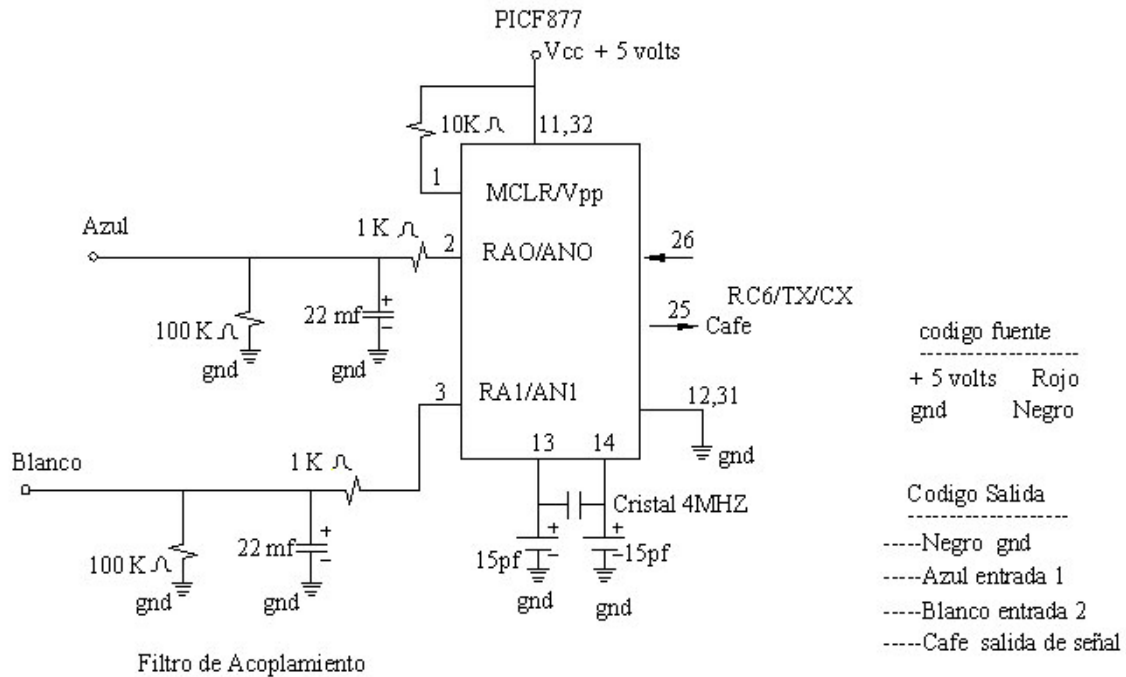 PICF877
Vcc + 5 volts
10K Ω
11,32
1
MCLR/Vpp
Azul
1 K Ω
2
RAO/ANO
26
RC6/TX/CX
25
Cafe
100 K Ω
22 mf
+
-
gnd
gnd
3
RA1/AN1
12,31
gnd
codigo fuente
--------------------
+ 5 volts Rojo
gnd Negro
Blanco
1 K Ω
13
14
Cristal 4MHZ
100 K Ω
22 mf
+
-
gnd
gnd
15pf
+
-
15pf
+
-
gnd
gnd
Codigo Salida
--------------------
-----Negro gnd
-----Azul entrada 1
-----Blanco entrada 2
-----Cafe salida de señal
Filtro de Acoplamiento